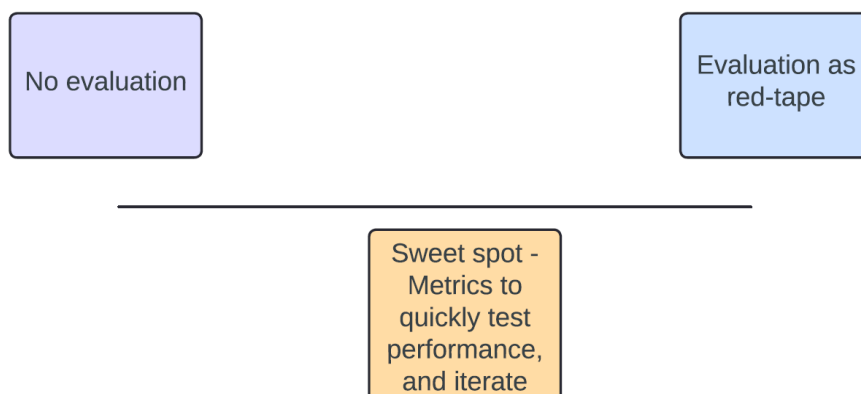 No evaluation
Evaluation as
red-tape
Sweet spot -
Metrics to
quickly test
performance,
and iterate